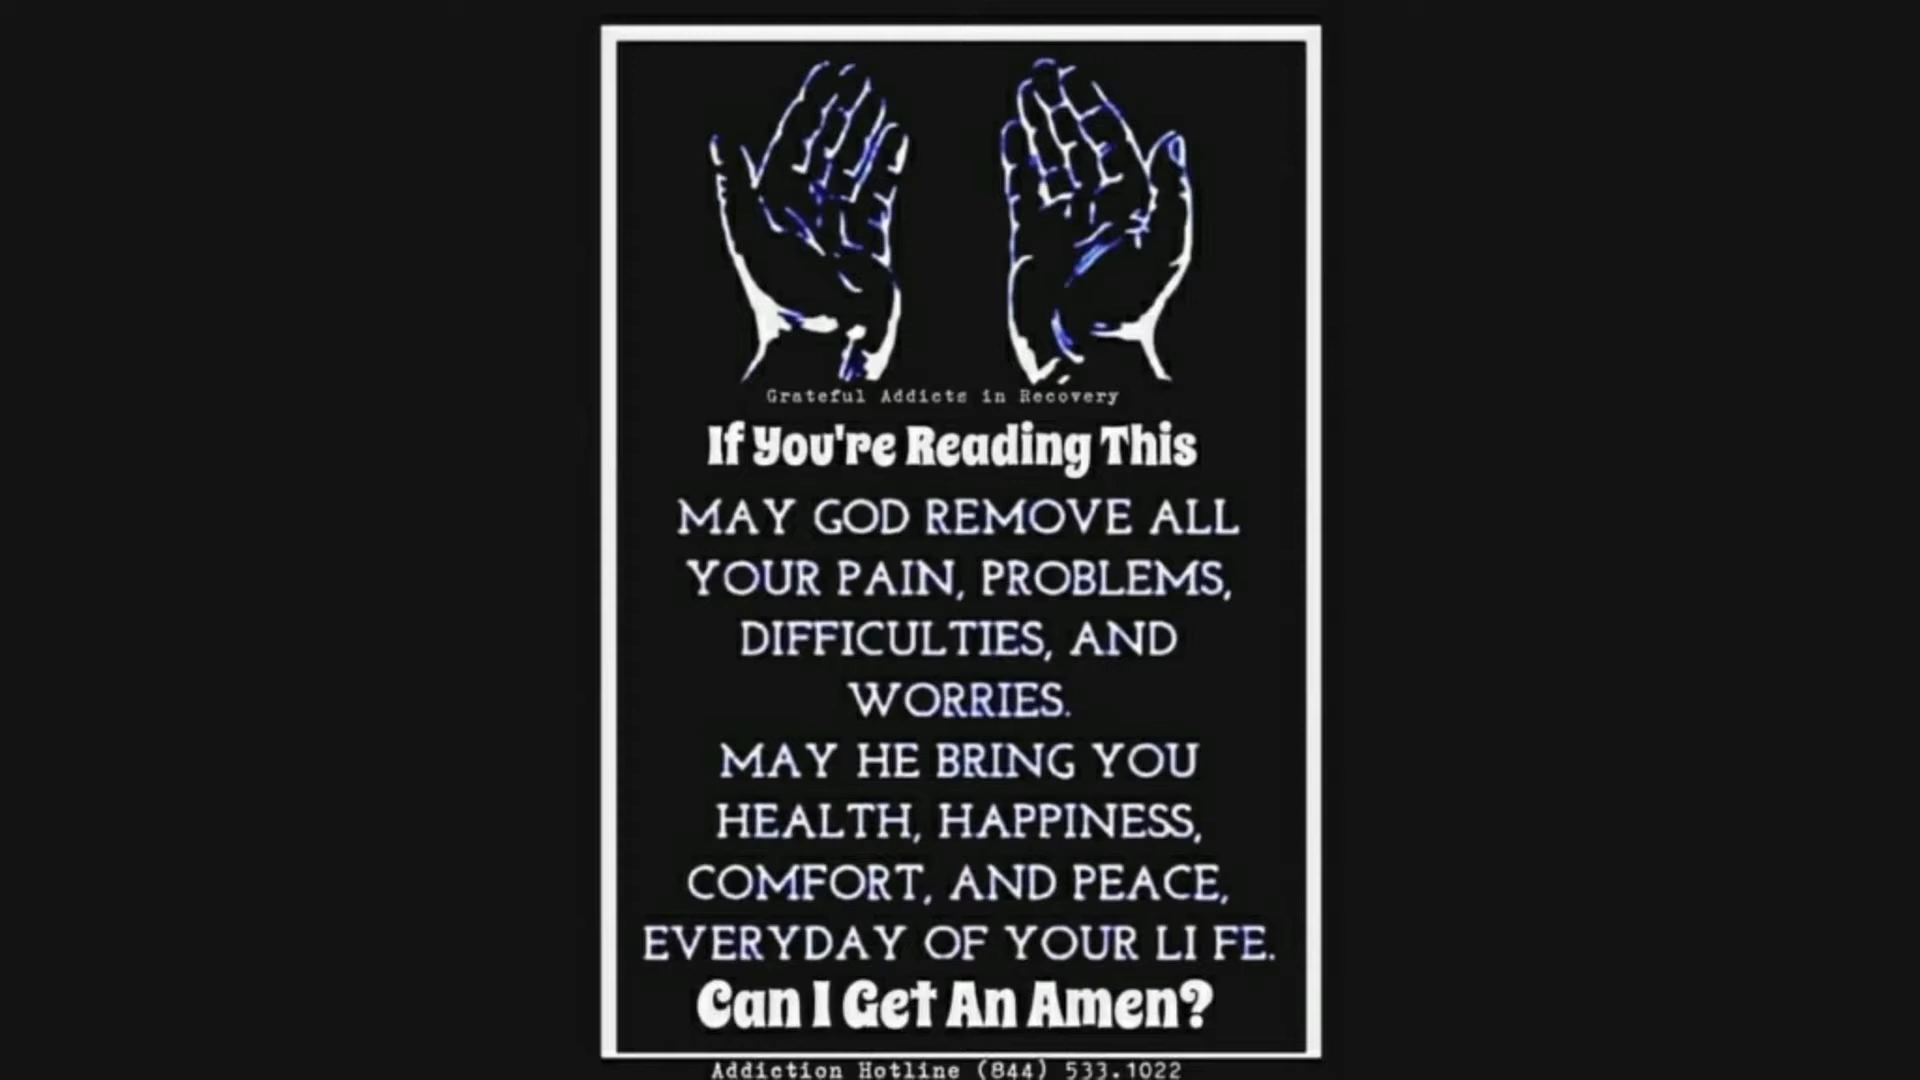 Grateful Addicts in Recovery
If You're Reading This
MAY GOD REMOVE ALL
YOUR PAIN, PROBLEMS,
DIFFICULTIES, AND
WORRIES.
MAY HE BRING YOU
HEALTH, HAPPINESS,
COMFORT, AND PEACE,
EVERYDAY OF YOUR LI FE.
Can I Get An Amen?
Addiction Hotline (844) 533.1022